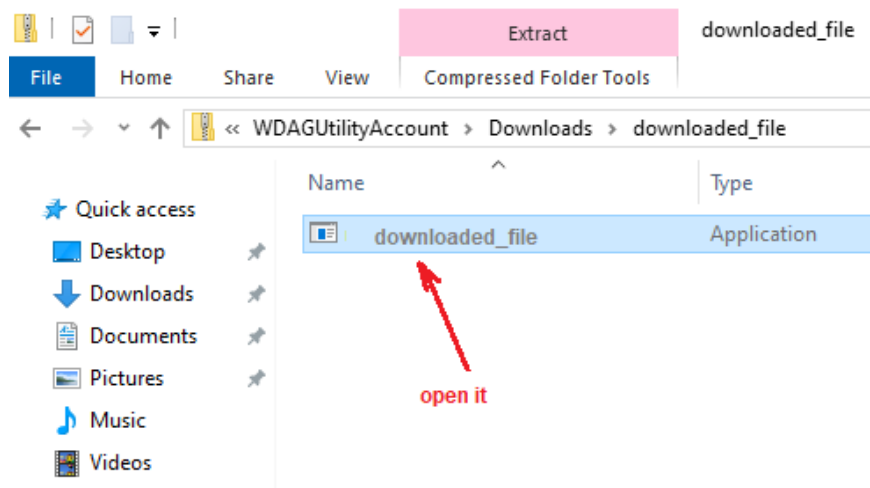 Extract downloaded_file
File Home Share View Compressed Folder Tools
« WDAGUtilityAccount > Downloads > downloaded_file
Name Type
Quick access
downloaded_file Application
Desktop
Downloads
Documents
Pictures
open it
Music
Videos